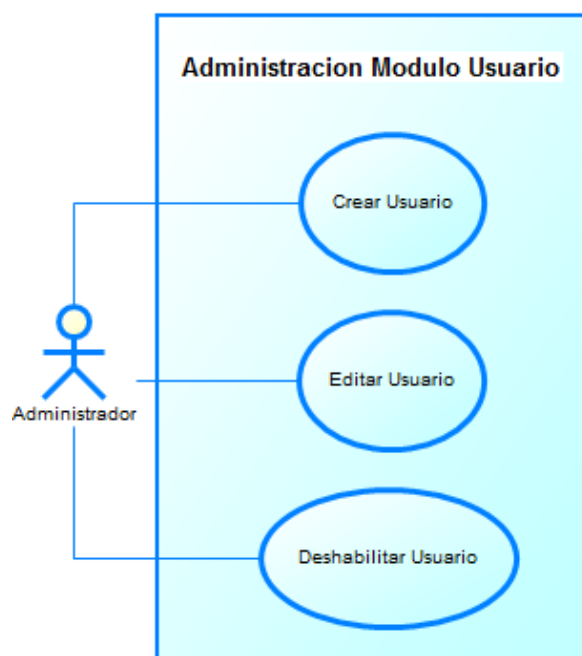 Administracion Modulo Usuario
Crear Usuario
Editar Usuario
Administrador
Deshabilitar Usuario